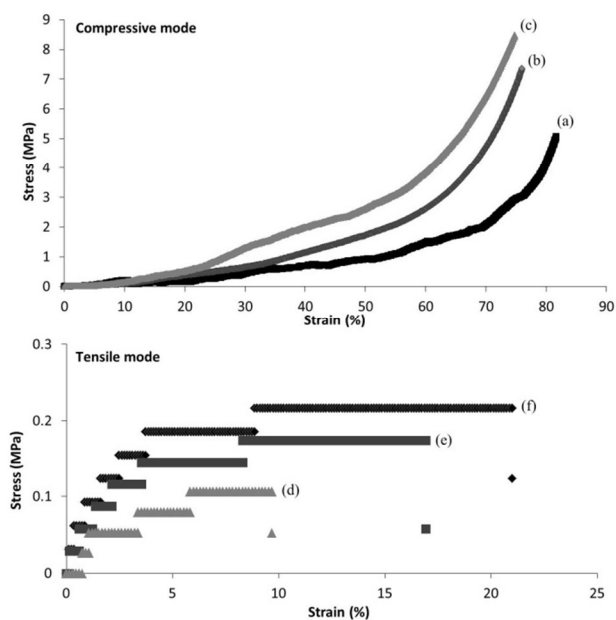 Compressive mode
Stress (MPa)
9
8
7
6
5
4
3
2
1
0
(c)
(b)
(a)
0 10 20 30 40 50 60 70 80 90
Strain (%)
Tensile mode
Stress (MPa)
0.3
0.2
0.1
0
(f)
(e)
(d)
0 5 10 15 20 25
Strain (%)